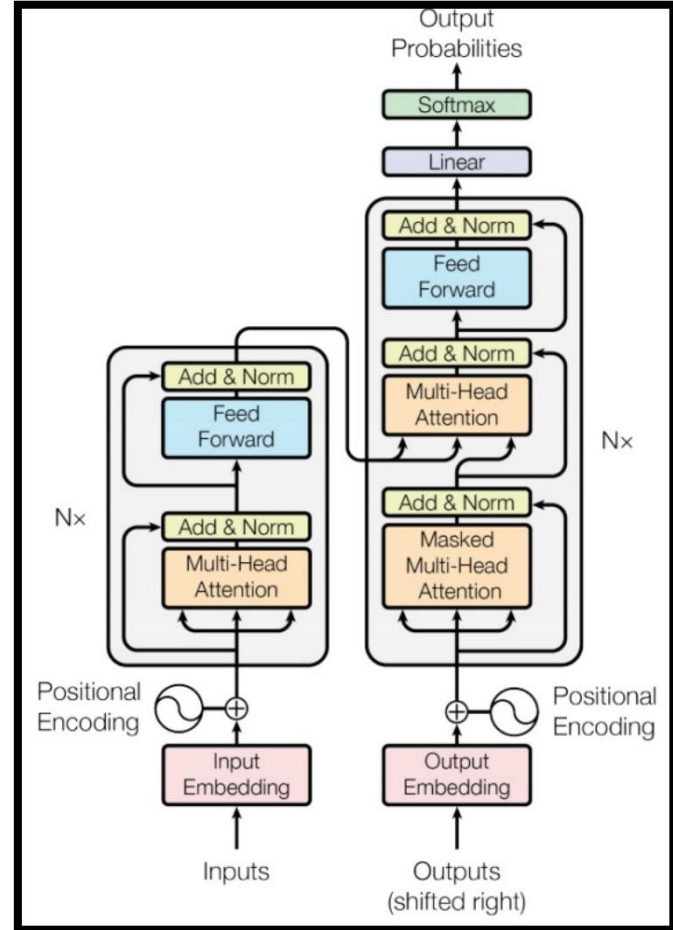 Output
Probabilities
Softmax
Linear
Add & Norm
Feed
Forward
Add & Norm
Multi-Head
Attention
Add & Norm
Masked
Multi-Head
Attention
N×
Add & Norm
Feed
Forward
Add & Norm
Multi-Head
Attention
N×
Positional
Encoding
Positional
Encoding
Input
Embedding
Output
Embedding
Inputs
Outputs
(shifted right)